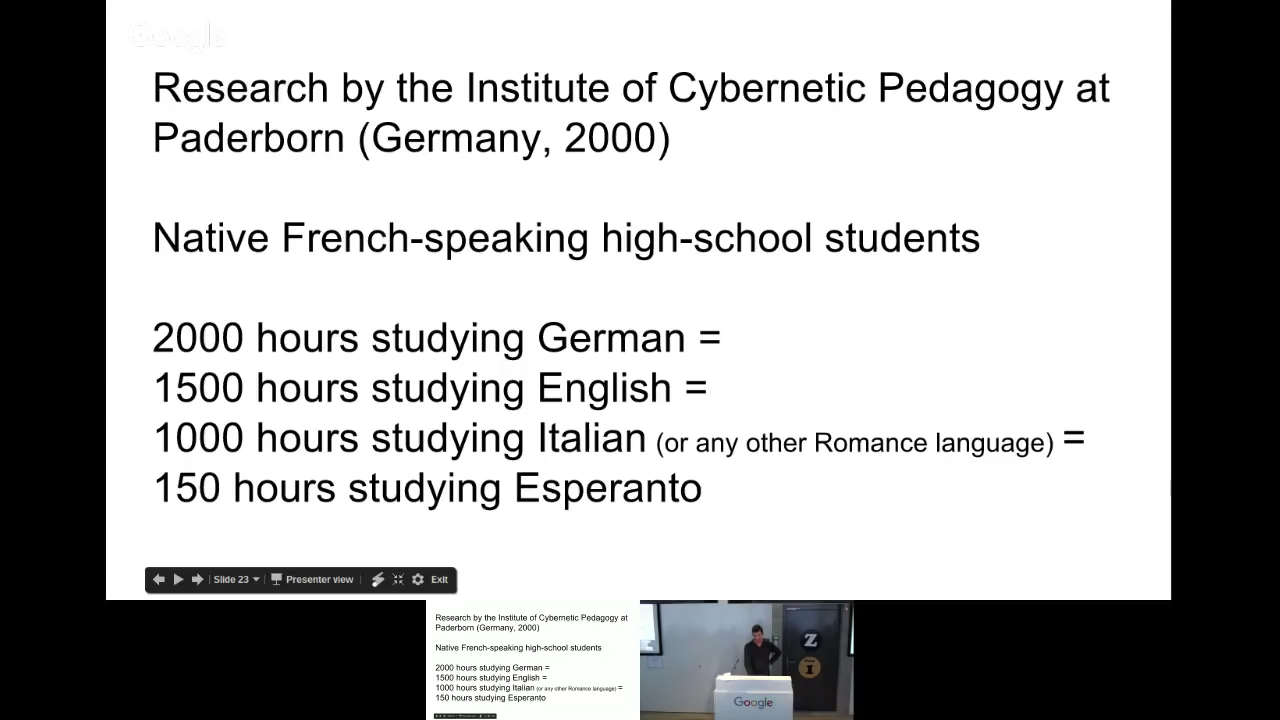 Google
Research by the Institute of Cybernetic Pedagogy at
Paderborn (Germany, 2000)
Native French-speaking high-school students
2000 hours studying German =
1500 hours studying English =
1000 hours studying Italian (or any other Romance language) =
150 hours studying Esperanto
Slide 23
Presenter view
Exit
Research by the Institute of Cybernetic Pedagogy at
Paderborn (Germany, 2000)
Native French-speaking high-school students
2000 hours studying German =
1500 hours studying English =
1000 hours studying Italian (or any other Romance language) =
150 hours studying Esperanto
Z
1
Google